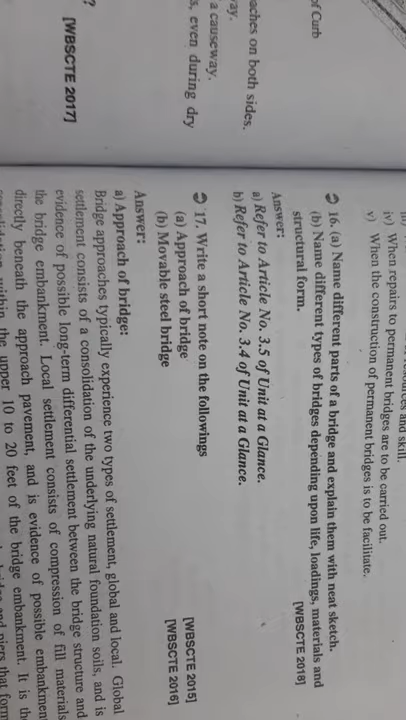 of Curb
aches on both sides.
ay.
a causeway.
s, even during dry
?
[WBSCTE 2017]
resources and skill.
iv) When repairs to permanent bridges are to be carried out.
v) When the construction of permanent bridges is to be facilitate.
16. (a) Name different parts of a bridge and explain them with neat sketch.
(b) Name different types of bridges depending upon life, loadings, materials and
structural form. [WBSCTE 2018]
Answer:
a) Refer to Article No. 3.5 of Unit at a Glance.
b) Refer to Article No. 3.4 of Unit at a Glance.
17. Write a short note on the followings
(a) Approach of bridge [WBSCTE 2015]
(b) Movable steel bridge [WBSCTE 2016]
Answer:
a) Approach of bridge:
Bridge approaches typically experience two types of settlement, global and local. Global
settlement consists of a consolidation of the underlying natural foundation soils, and is
evidence of possible long-term differential settlement between the bridge structure and
the bridge embankment. Local settlement consists of compression of fill materials
directly beneath the approach pavement, and is evidence of possible embankment
within the upper 10 to 20 feet of the bridge embankment. It is the
and piers that form